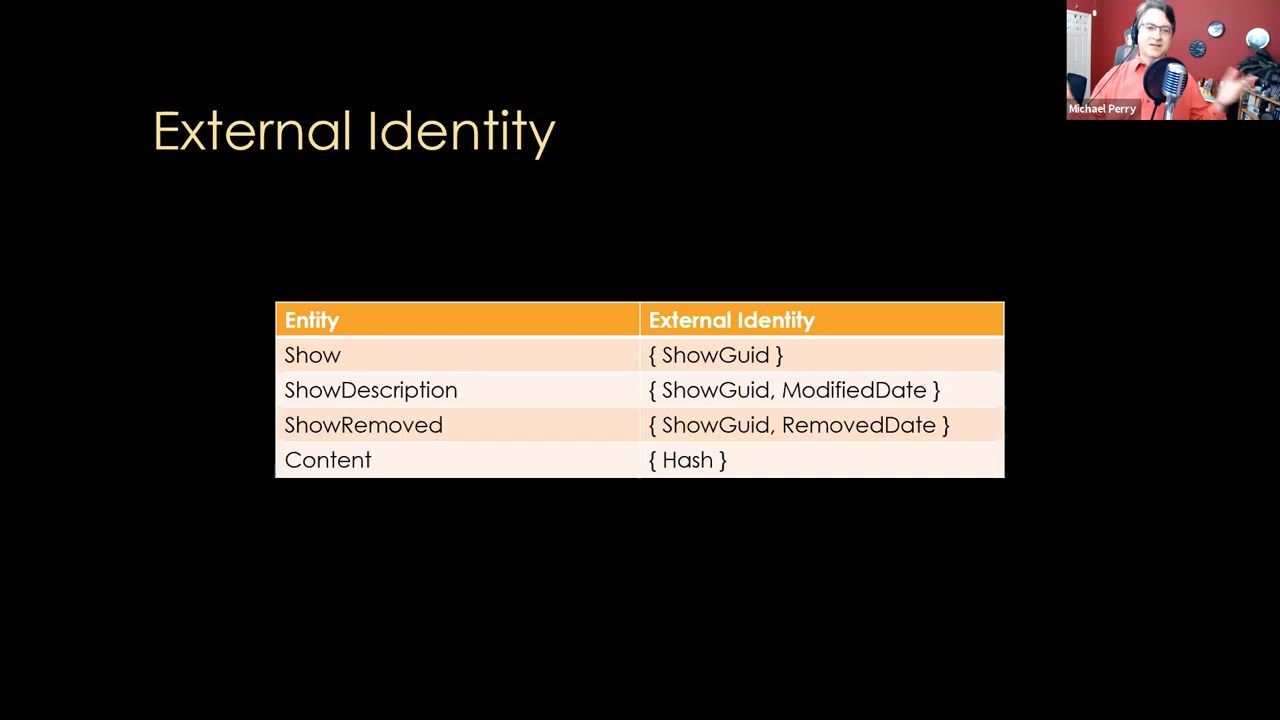 Michael Perry
External Identity
Entity External Identity
Show { ShowGuid }
ShowDescription { ShowGuid, ModifiedDate }
ShowRemoved { ShowGuid, RemovedDate }
Content { Hash }